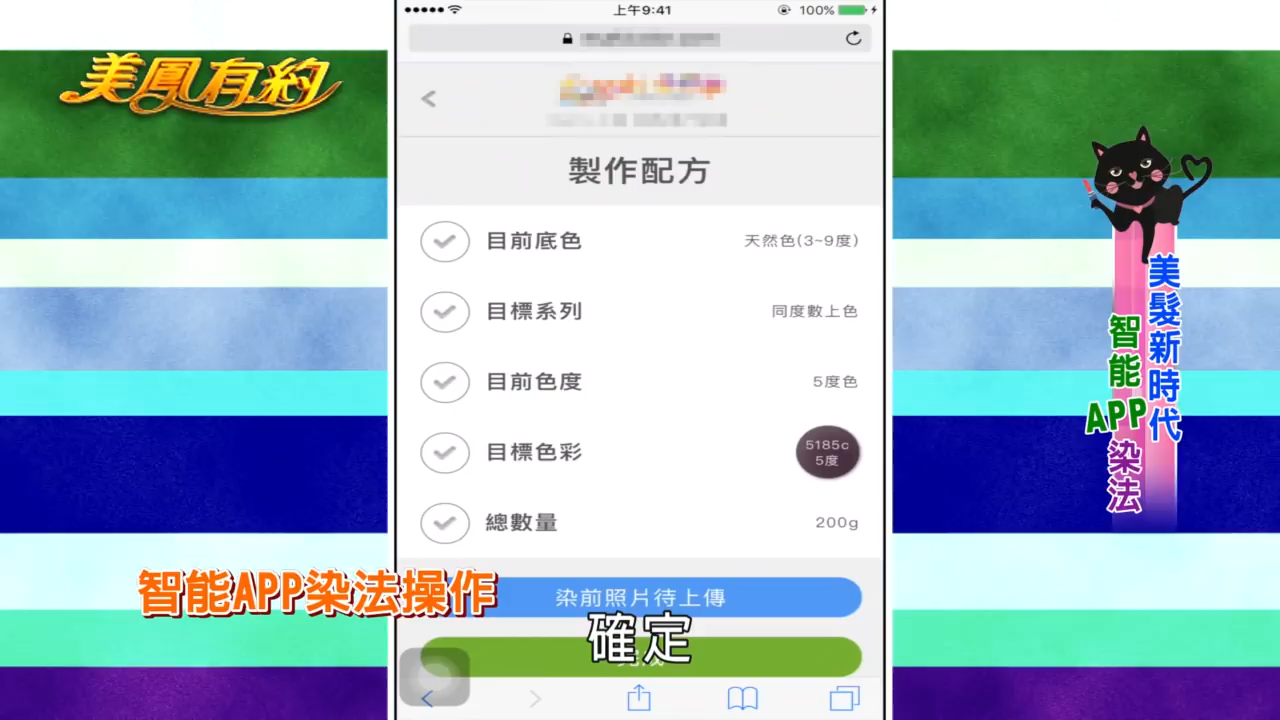 上午9:41
100%
美鳳有約
製作配方
目前底色
天然色(3~9度)
目標系列
同度數上色
目前色度
5度色
目標色彩
5185c
5度
總數量
200g
染前照片待上傳
確定
智能APP染法操作
美髮新時代
智能APP染法